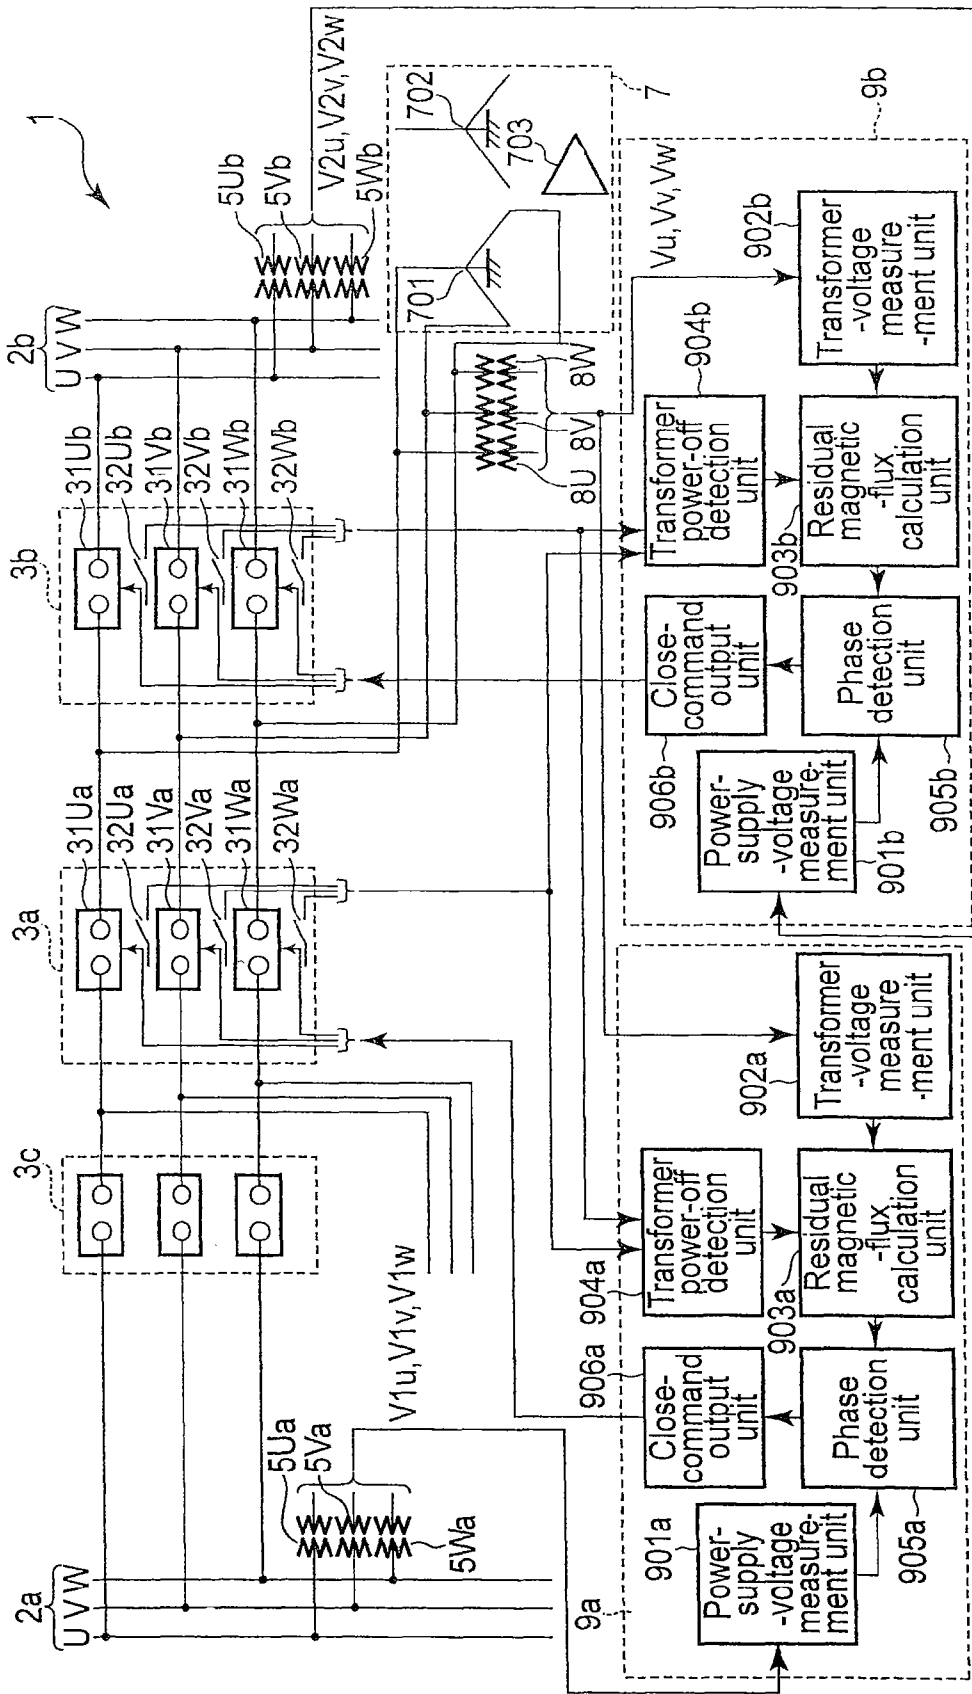 1
2a
U V W
3c
3a
31Ua
32Ua
31Va
32Va
31Wa
32Wa
3b
31Ub
32Ub
31Vb
32Vb
31Wb
32Wb
2b
U V W
5Ub
5Vb
5Wb
V2u,V2v,V2w
5Ua
5Va
5Wa
V1u,V1v,V1w
8U
8V
8W
701
702
703
7
Vu,Vv,Vw
9a
901a
Power-
supply
-voltage
measure-
ment unit
906a
Close-
command
output
unit
904a
Transformer
power-off
detection
unit
902a
Transformer
-voltage
measure
-ment unit
903a
Residual
magnetic
-flux
calculation
unit
905a
Phase
detection
unit
9b
901b
Power-
supply
-voltage
measure-
ment unit
906b
Close-
command
output
unit
904b
Transformer
power-off
detection
unit
902b
Transformer
-voltage
measure
-ment unit
903b
Residual
magnetic
-flux
calculation
unit
905b
Phase
detection
unit